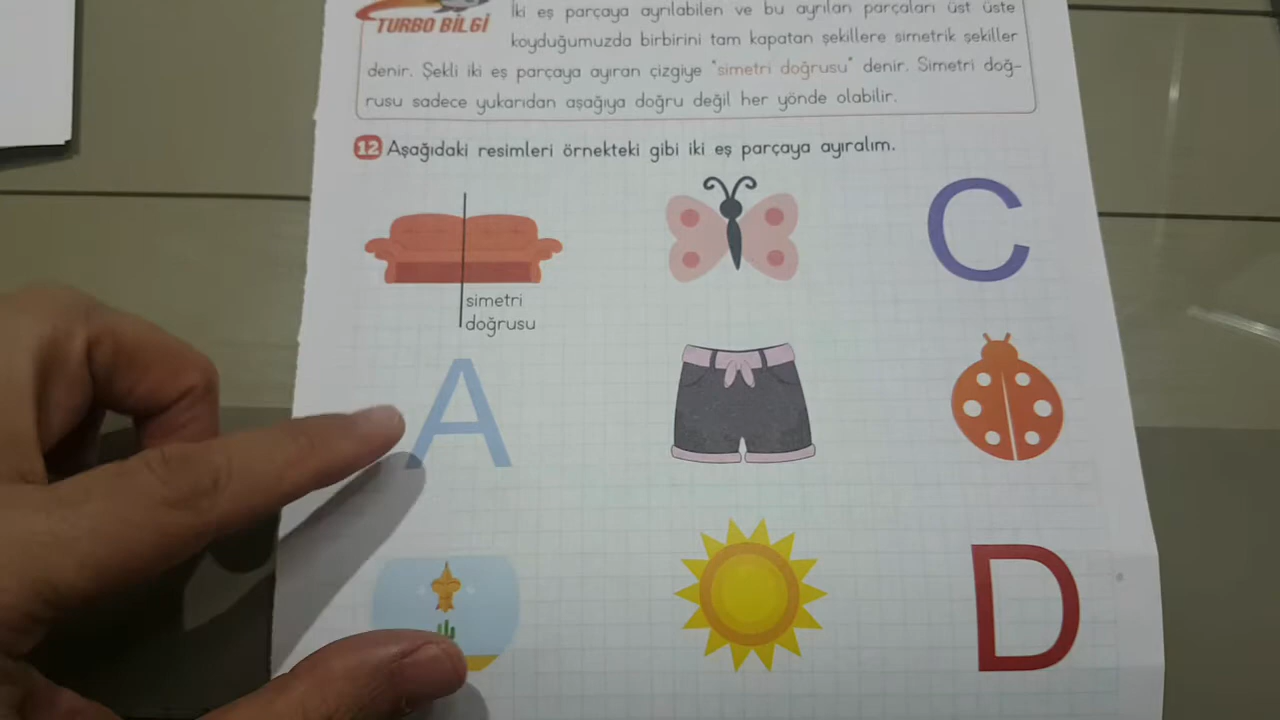 TURBO BİLGİ
İki eş parçaya ayrılabilen ve bu ayrılan parçaları üst üste
koyduğumuzda birbirini tam kapatan şekillere simetrik şekiller
denir. Şekli iki eş parçaya ayıran çizgiye "simetri doğrusu" denir. Simetri doğ-
rusu sadece yukarıdan aşağıya doğru değil her yönde olabilir.
12 Aşağıdaki resimleri örnekteki gibi iki eş parçaya ayıralım.
C
simetri
doğrusu
A
D